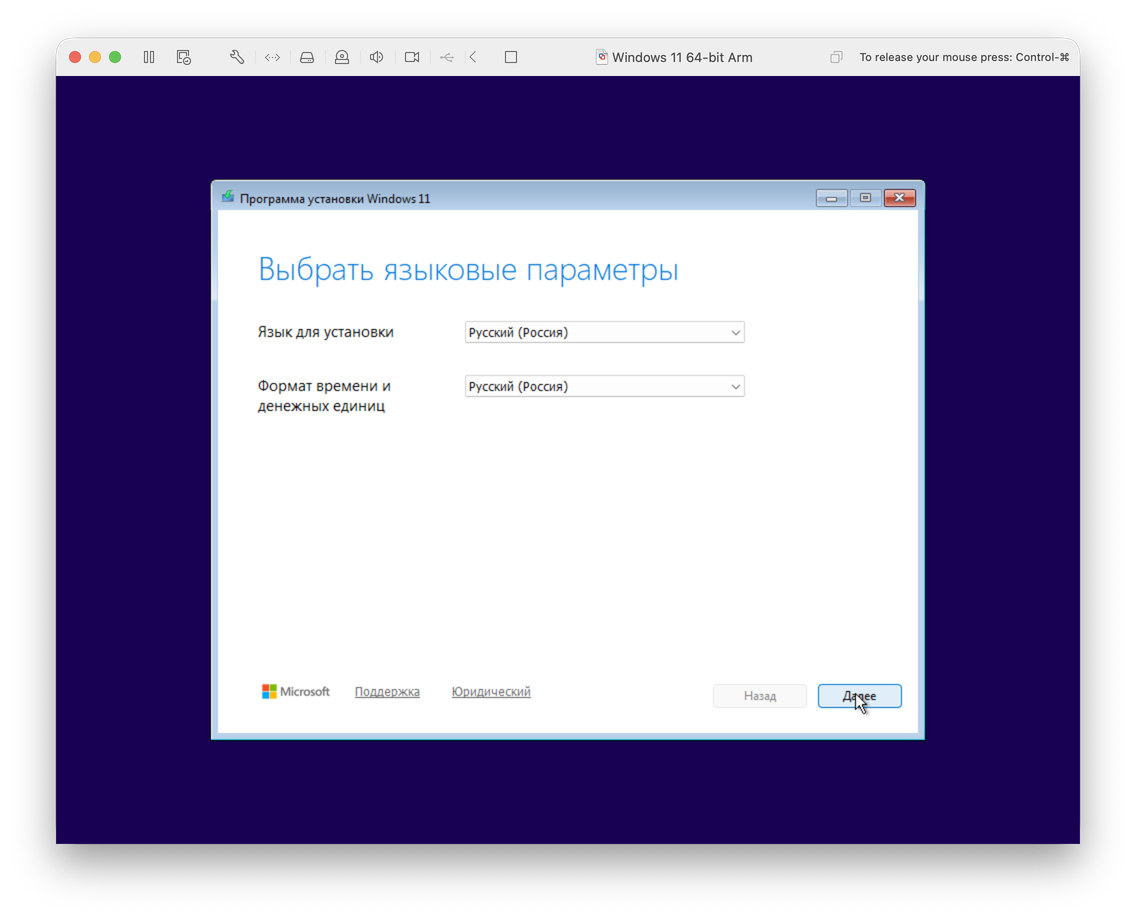 Windows 11 64-bit Arm
To release your mouse press: Control-⌘
Программа установки Windows 11
Выбрать языковые параметры
Язык для установки
Русский (Россия)
Формат времени и
денежных единиц
Русский (Россия)
Microsoft
Поддержка
Юридический
Назад
Далее